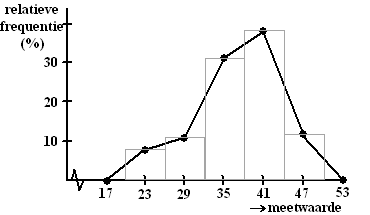 relatieve
frequentie
(%)
30
20
10
17 23 29 35 41 47 53
→meetwaarde